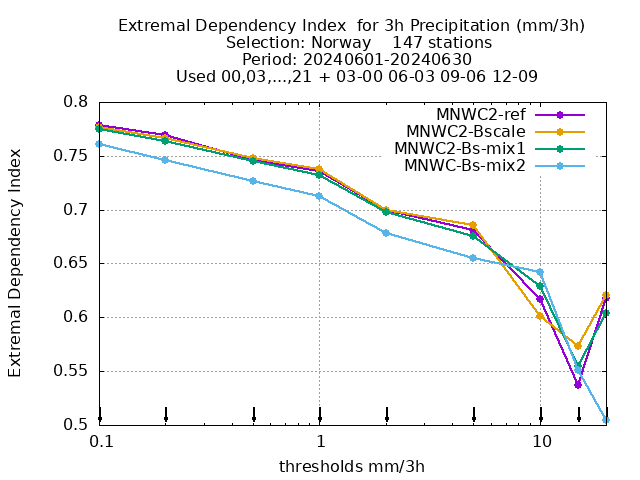 Extremal Dependency Index  for 3h Precipitation (mm/3h)
Selection: Norway    147 stations
Period: 20240601-20240630
Used 00,03,...,21 + 03-00 06-03 09-06 12-09
MNWC2-ref
MNWC2-Bscale
MNWC2-Bs-mix1
MNWC-Bs-mix2
Extremal Dependency Index
0.8
0.75
0.7
0.65
0.6
0.55
0.5
0.1
1
10
thresholds mm/3h